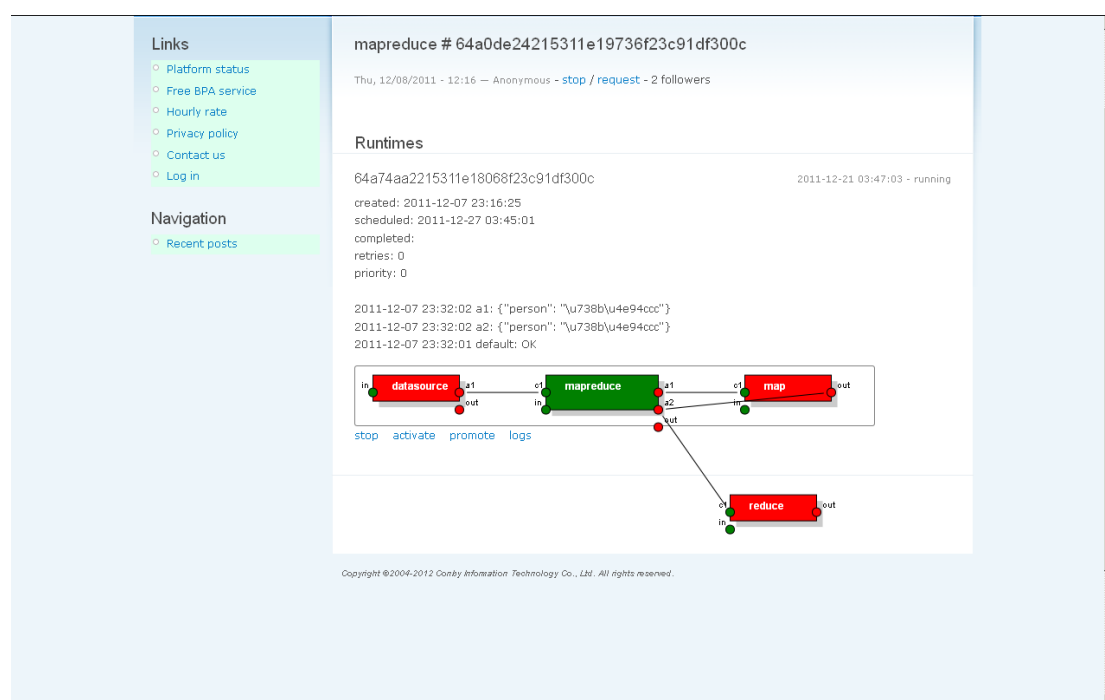 Links
Platform status
Free BPA service
Hourly rate
Privacy policy
Contact us
Log in
Navigation
Recent posts
mapreduce # 64a0de24215311e19736f23c91df300c
Thu, 12/08/2011 - 12:16 — Anonymous - stop / request - 2 followers
Runtimes
64a74aa2215311e18068f23c91df300c
2011-12-21 03:47:03 - running
created: 2011-12-07 23:16:25
scheduled: 2011-12-27 03:45:01
completed:
retries: 0
priority: 0
2011-12-07 23:32:02 a1: {"person": "\u738b\u4e94ccc"}
2011-12-07 23:32:02 a2: {"person": "\u738b\u4e94ccc"}
2011-12-07 23:32:01 default: OK
in datasource a1 c1 mapreduce a1 c1 map out
out in a2 in
out
stop activate promote logs
c1 reduce out
in
Copyright ©2004-2012 Conby Information Technology Co., Ltd. All rights reserved.